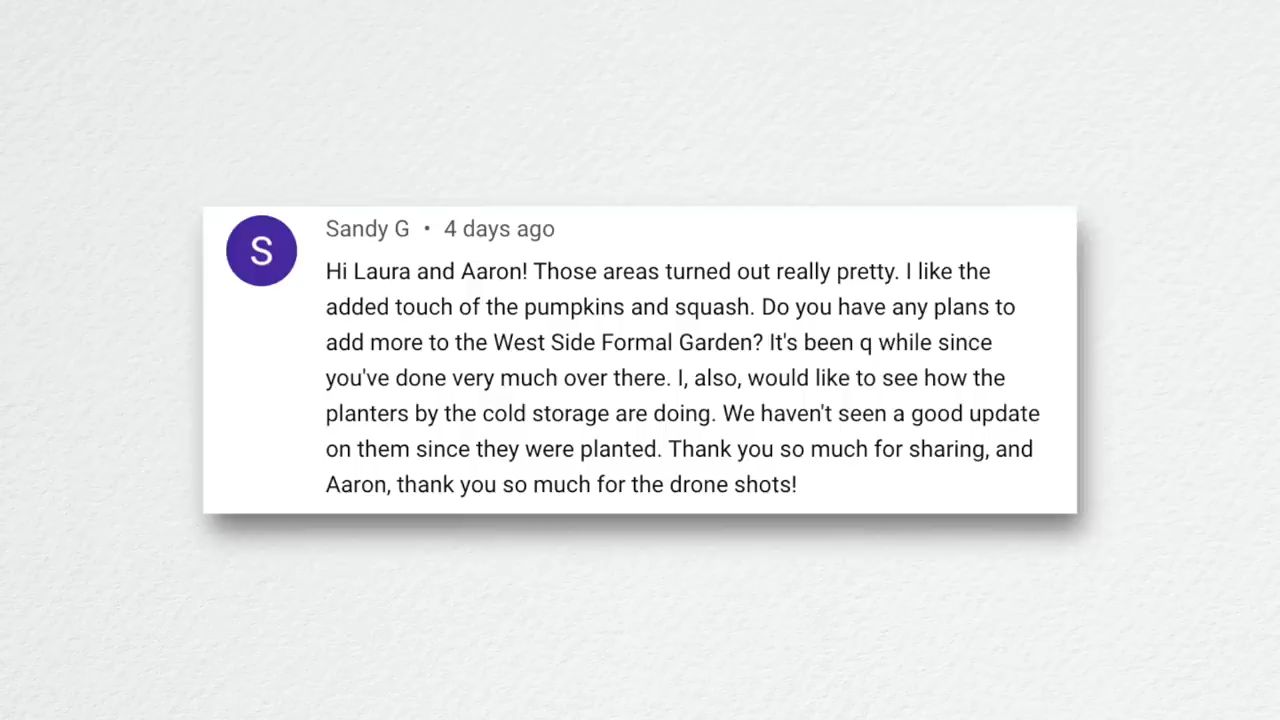 S
Sandy G • 4 days ago
Hi Laura and Aaron! Those areas turned out really pretty. I like the
added touch of the pumpkins and squash. Do you have any plans to
add more to the West Side Formal Garden? It's been q while since
you've done very much over there. I, also, would like to see how the
planters by the cold storage are doing. We haven't seen a good update
on them since they were planted. Thank you so much for sharing, and
Aaron, thank you so much for the drone shots!